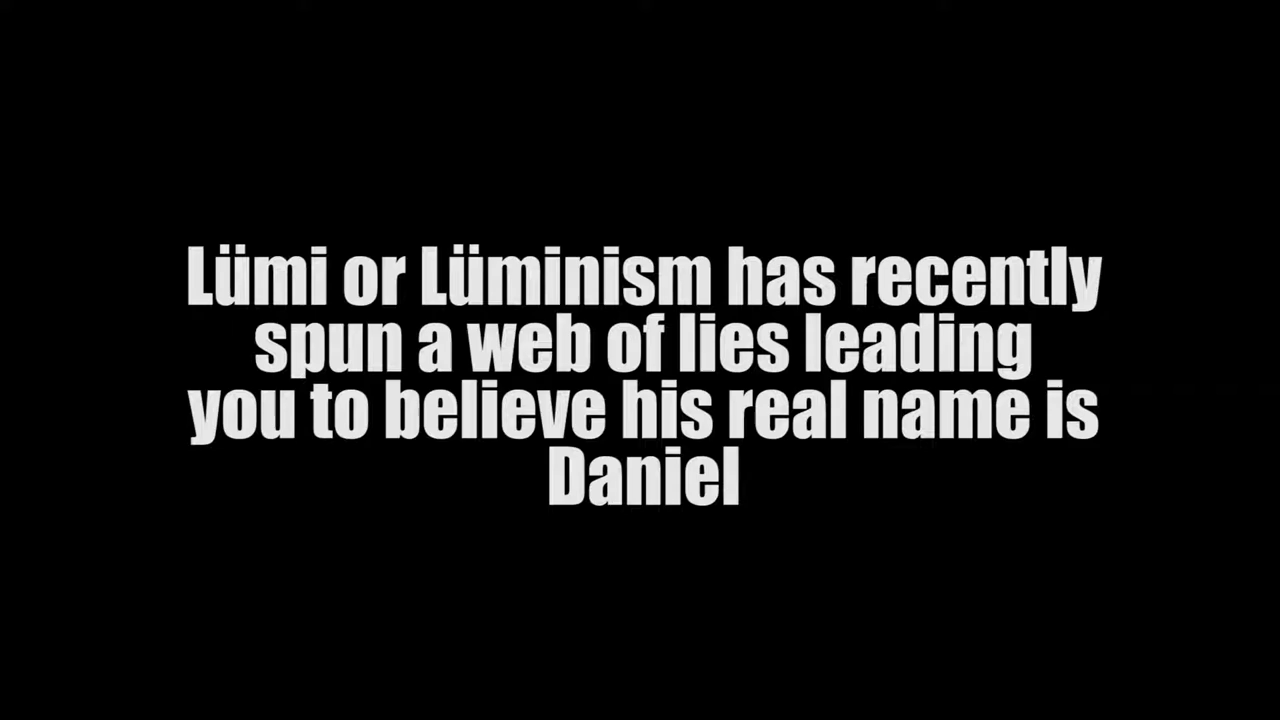 Lümi or Lüminism has recently
spun a web of lies leading
you to believe his real name is
Daniel